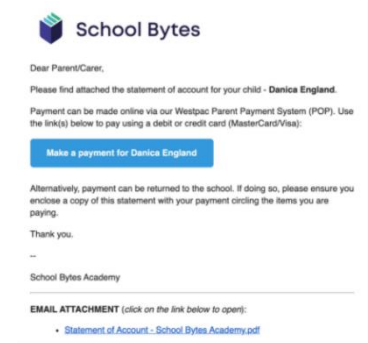 School Bytes
Dear Parent/Carer,
Please find attached the statement of account for your child - Danica England.
Payment can be made online via our Westpac Parent Payment System (POP). Use
the link(s) below to pay using a debit or credit card (MasterCard/Visa):
Make a payment for Danica England
Alternatively, payment can be returned to the school. If doing so, please ensure you
enclose a copy of this statement with your payment circling the items you are
paying.
Thank you.
--
School Bytes Academy
EMAIL ATTACHMENT (click on the link below to open):
• Statement of Account - School Bytes Academy.pdf